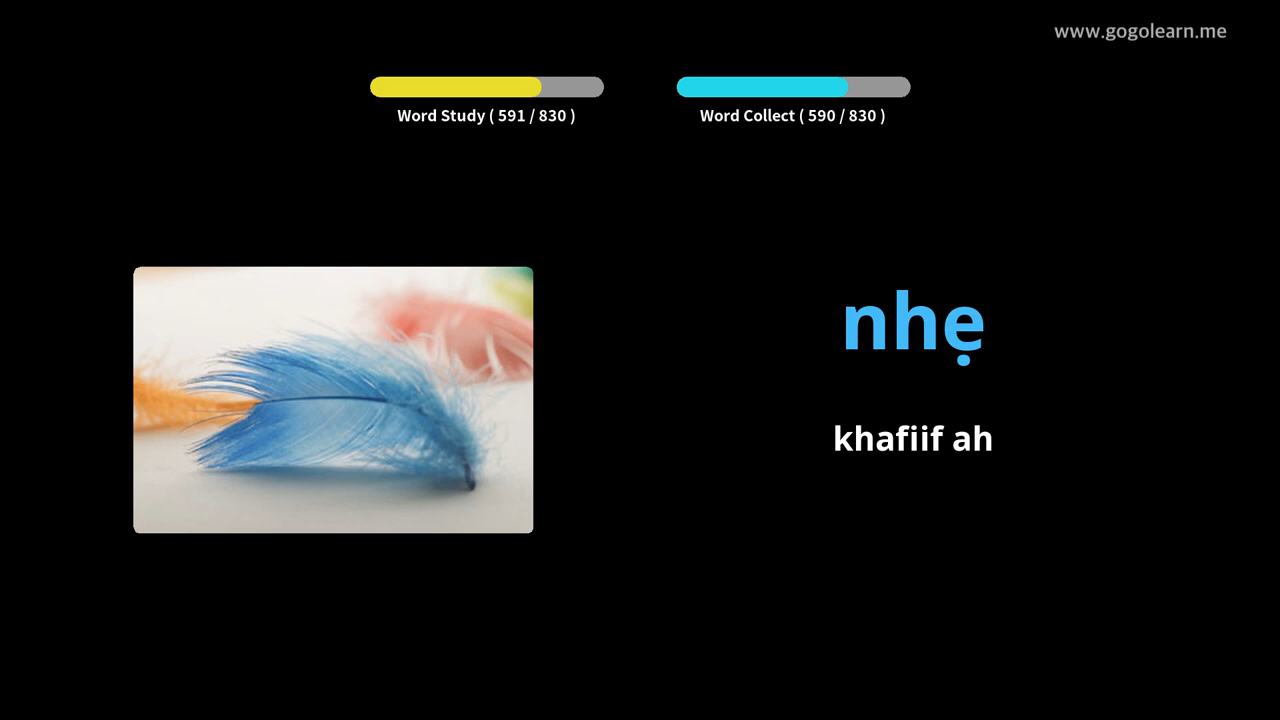 www.gogolearn.me
Word Study ( 591 / 830 )
Word Collect ( 590 / 830 )
nhẹ
khafiif ah